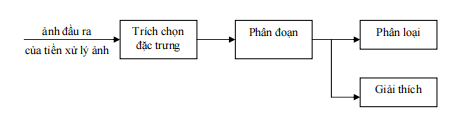 ảnh đầu ra
của tiền xử lý ảnh
Trích chọn
đặc trưng
Phân đoạn
Phân loại
Giải thích